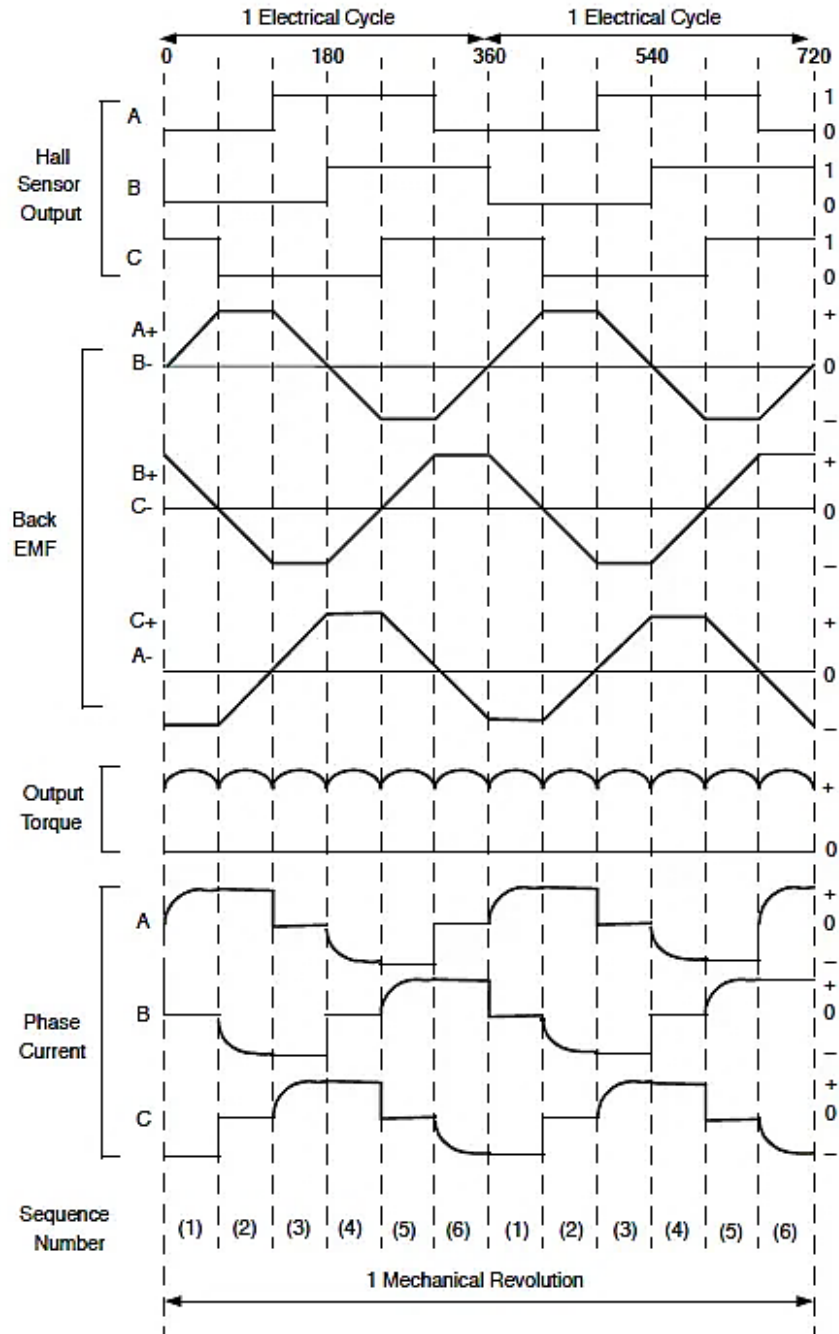 1 Electrical Cycle 1 Electrical Cycle
0 180 360 540 720
Hall
Sensor
Output
A 1
0
B 1
0
C 1
0
Back
EMF
A+ +
B- 0
–
B+ +
C- 0
–
C+ +
A- 0
–
Output
Torque
+
0
Phase
Current
A +
0
–
B +
0
–
C +
0
–
Sequence
Number
(1) (2) (3) (4) (5) (6) (1) (2) (3) (4) (5) (6)
1 Mechanical Revolution